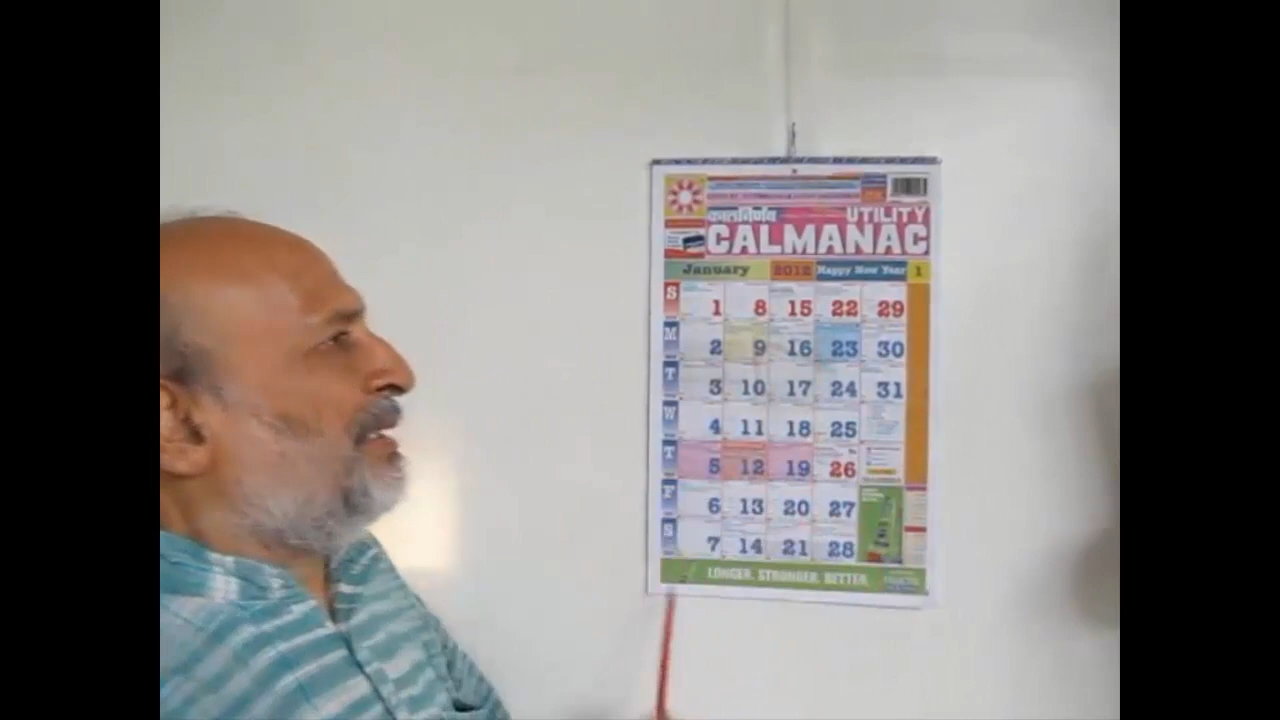 कालनिर्णय UTILITY
CALMANAC
January 2012 Happy New Year 1
S 1 8 15 22 29
M 2 9 16 23 30
T 3 10 17 24 31
W 4 11 18 25
T 5 12 19 26
F 6 13 20 27
S 7 14 21 28
LONGER. STRONGER. BETTER.